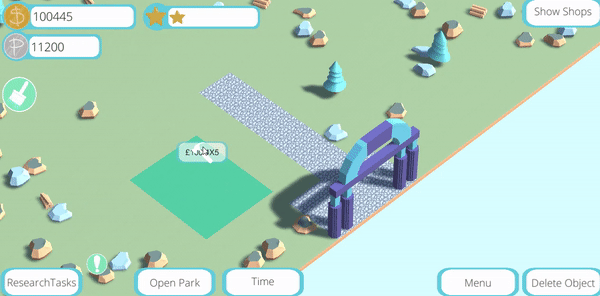 100445
Show Shops
11200
ResearchTasks
Open Park
Time
Menu
Delete Object